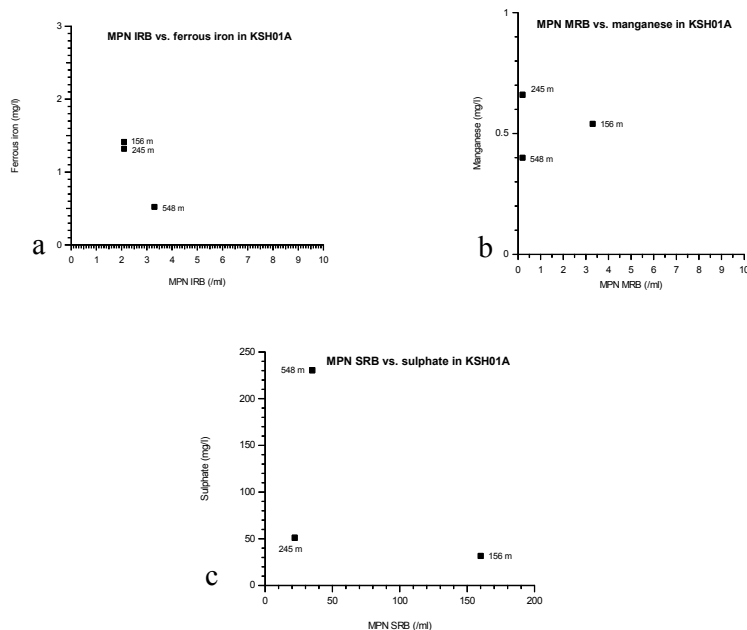 MPN IRB vs. ferrous iron in KSH01A
Ferrous iron (mg/l)
3
2
1
0
156 m
245 m
548 m
0 1 2 3 4 5 6 7 8 9 10
MPN IRB (/ml)
a
MPN MRB vs. manganese in KSH01A
Manganese (mg/l)
1
0.5
0
245 m
156 m
548 m
0 1 2 3 4 5 6 7 8 9 10
MPN MRB (/ml)
b
MPN SRB vs. sulphate in KSH01A
Sulphate (mg/l)
250
200
150
100
50
0
548 m
245 m
156 m
0 50 100 150 200
MPN SRB (/ml)
c